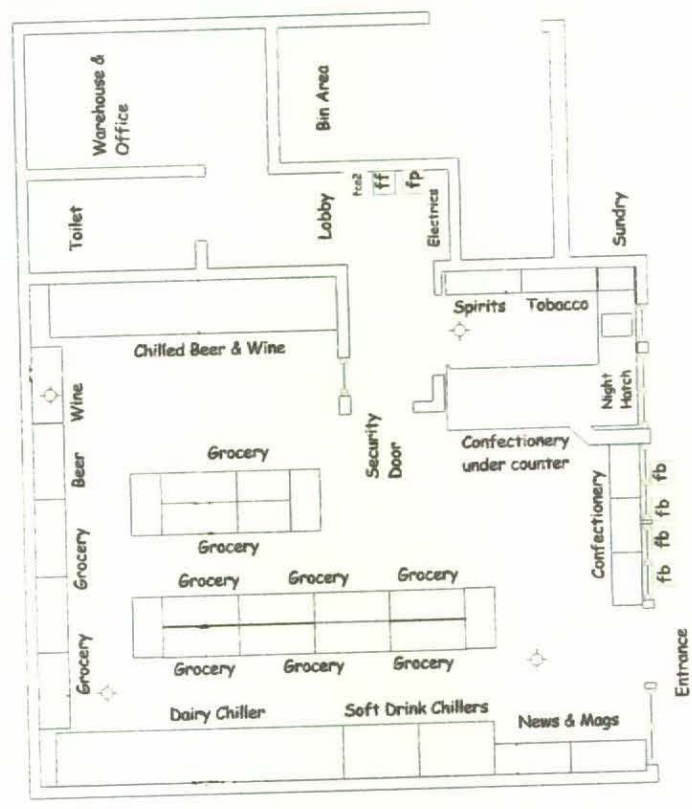 Warehouse &
Office
Bin Area
Toilet
Lobby
fco2
ff
fp
Electrics
Sundry
Spirits
Tobacco
Chilled Beer & Wine
Night
Hatch
Wine
Beer
Grocery
Grocery
Security
Door
Confectionery
under counter
Grocery
Grocery
Confectionery
fb
fb
fb
fb
Grocery
Grocery
Grocery
Grocery
Grocery
Grocery
Dairy Chiller
Soft Drink Chillers
News & Mags
Entrance